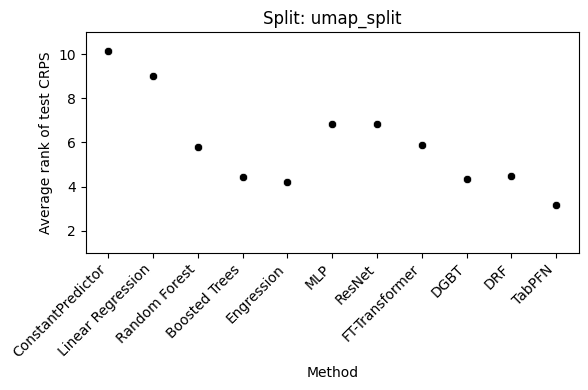 Split: umap_split
Average rank of test CRPS
10
8
6
4
2
ConstantPredictor
Linear Regression
Random Forest
Boosted Trees
Engression
MLP
ResNet
FT-Transformer
DGBT
DRF
TabPFN
Method